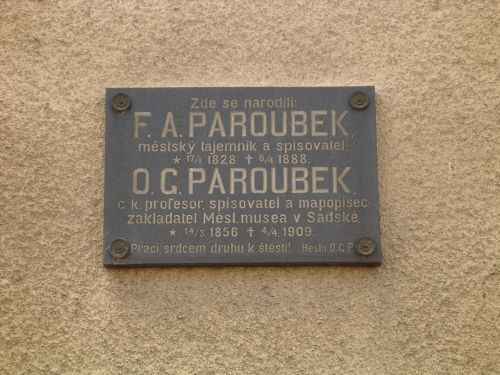 Zde se narodili:
F. A. PAROUBEK,
městský tajemník a spisovatel,
* 17/1. 1828 † 6/4. 1888.
O. G. PAROUBEK,
c. k. profesor, spisovatel a mapopisec
zakladatel Měst. musea v Sadské,
* 14/3. 1856 † 4/4. 1909.
Prací, srdcem druhu k štěstí! Heslo O. G. P.